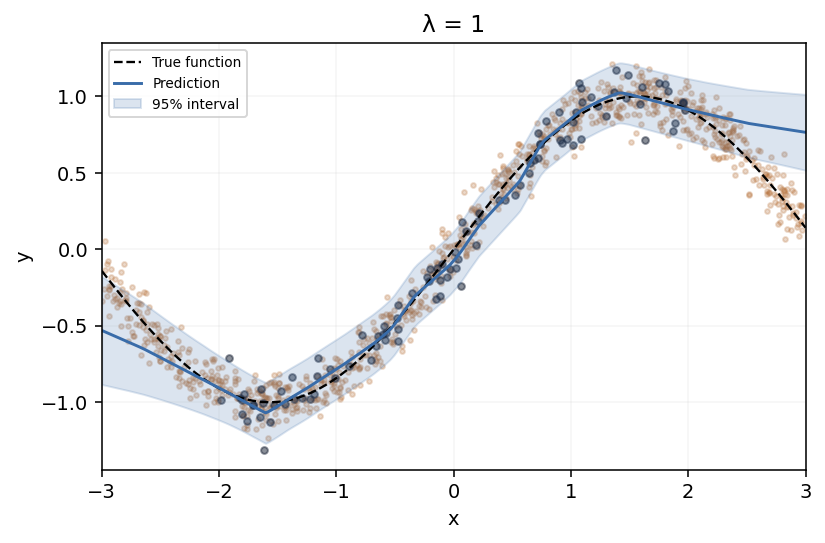 λ = 1
True function
Prediction
95% interval
y
1.0
0.5
0.0
−0.5
−1.0
−3 −2 −1 0 1 2 3
x